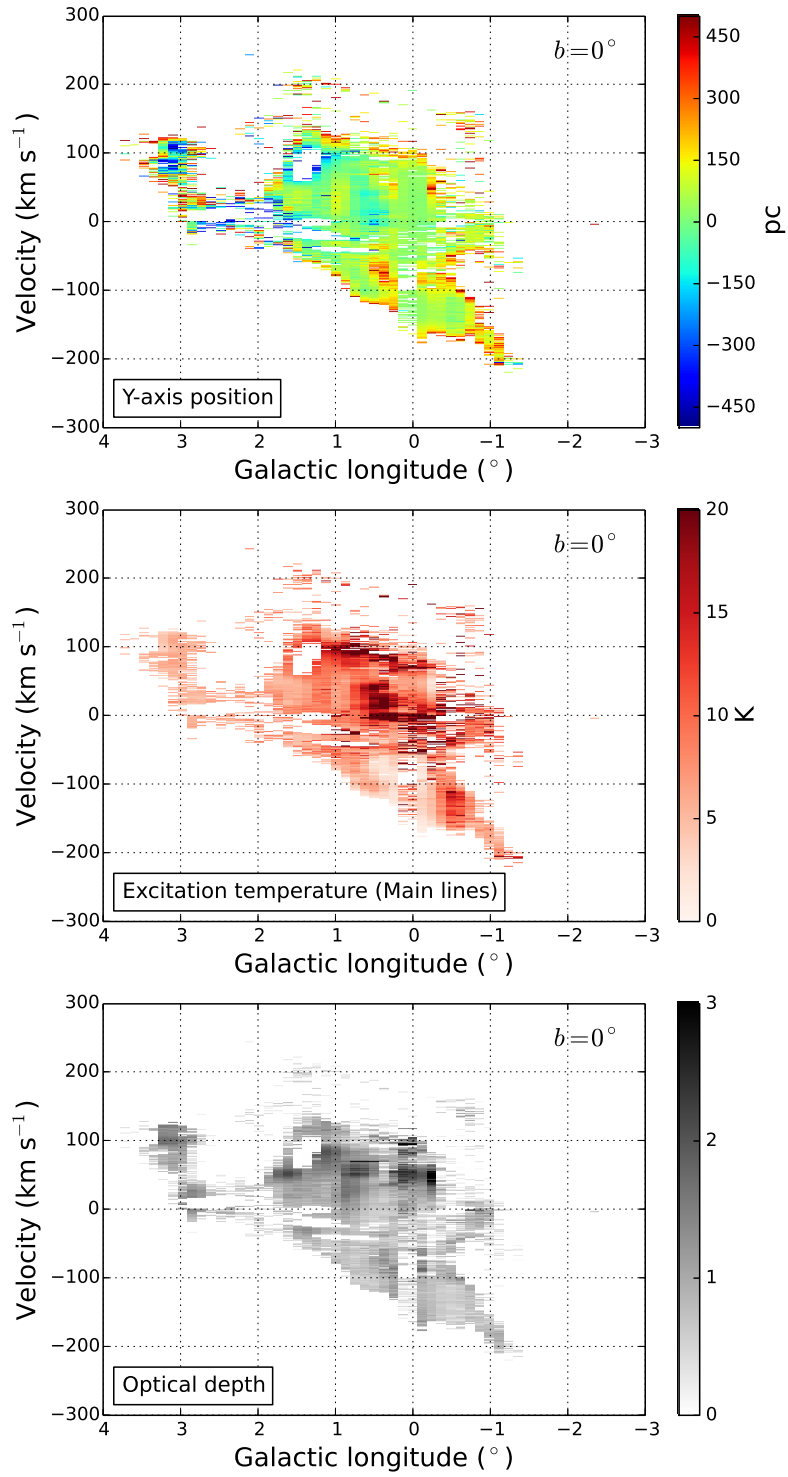 300
200
100
0
−100
−200
−300
Velocity (km s⁻¹)
b=0°
Y-axis position
4 3 2 1 0 −1 −2 −3
Galactic longitude (°)
450
300
150
0
−150
−300
−450
pc
300
200
100
0
−100
−200
−300
Velocity (km s⁻¹)
b=0°
Excitation temperature (Main lines)
4 3 2 1 0 −1 −2 −3
Galactic longitude (°)
20
15
10
5
0
K
300
200
100
0
−100
−200
−300
Velocity (km s⁻¹)
b=0°
Optical depth
4 3 2 1 0 −1 −2 −3
Galactic longitude (°)
3
2
1
0